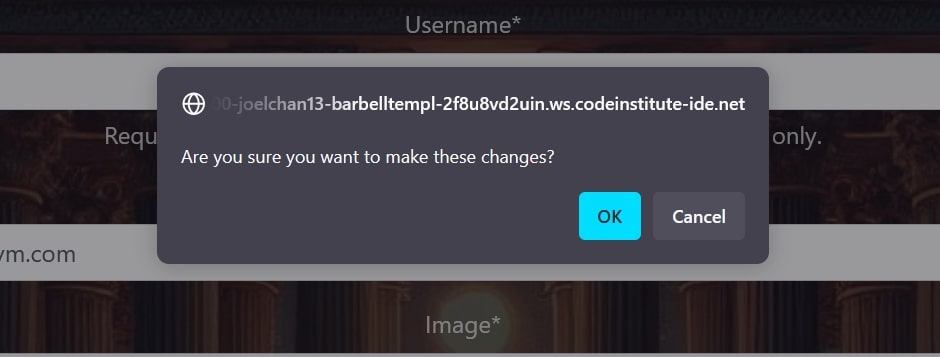 Username*
00-joelchan13-barbelltempl-2f8u8vd2uin.ws.codeinstitute-ide.net
Requ
only.
Are you sure you want to make these changes?
OK
Cancel
ym.com
Image*